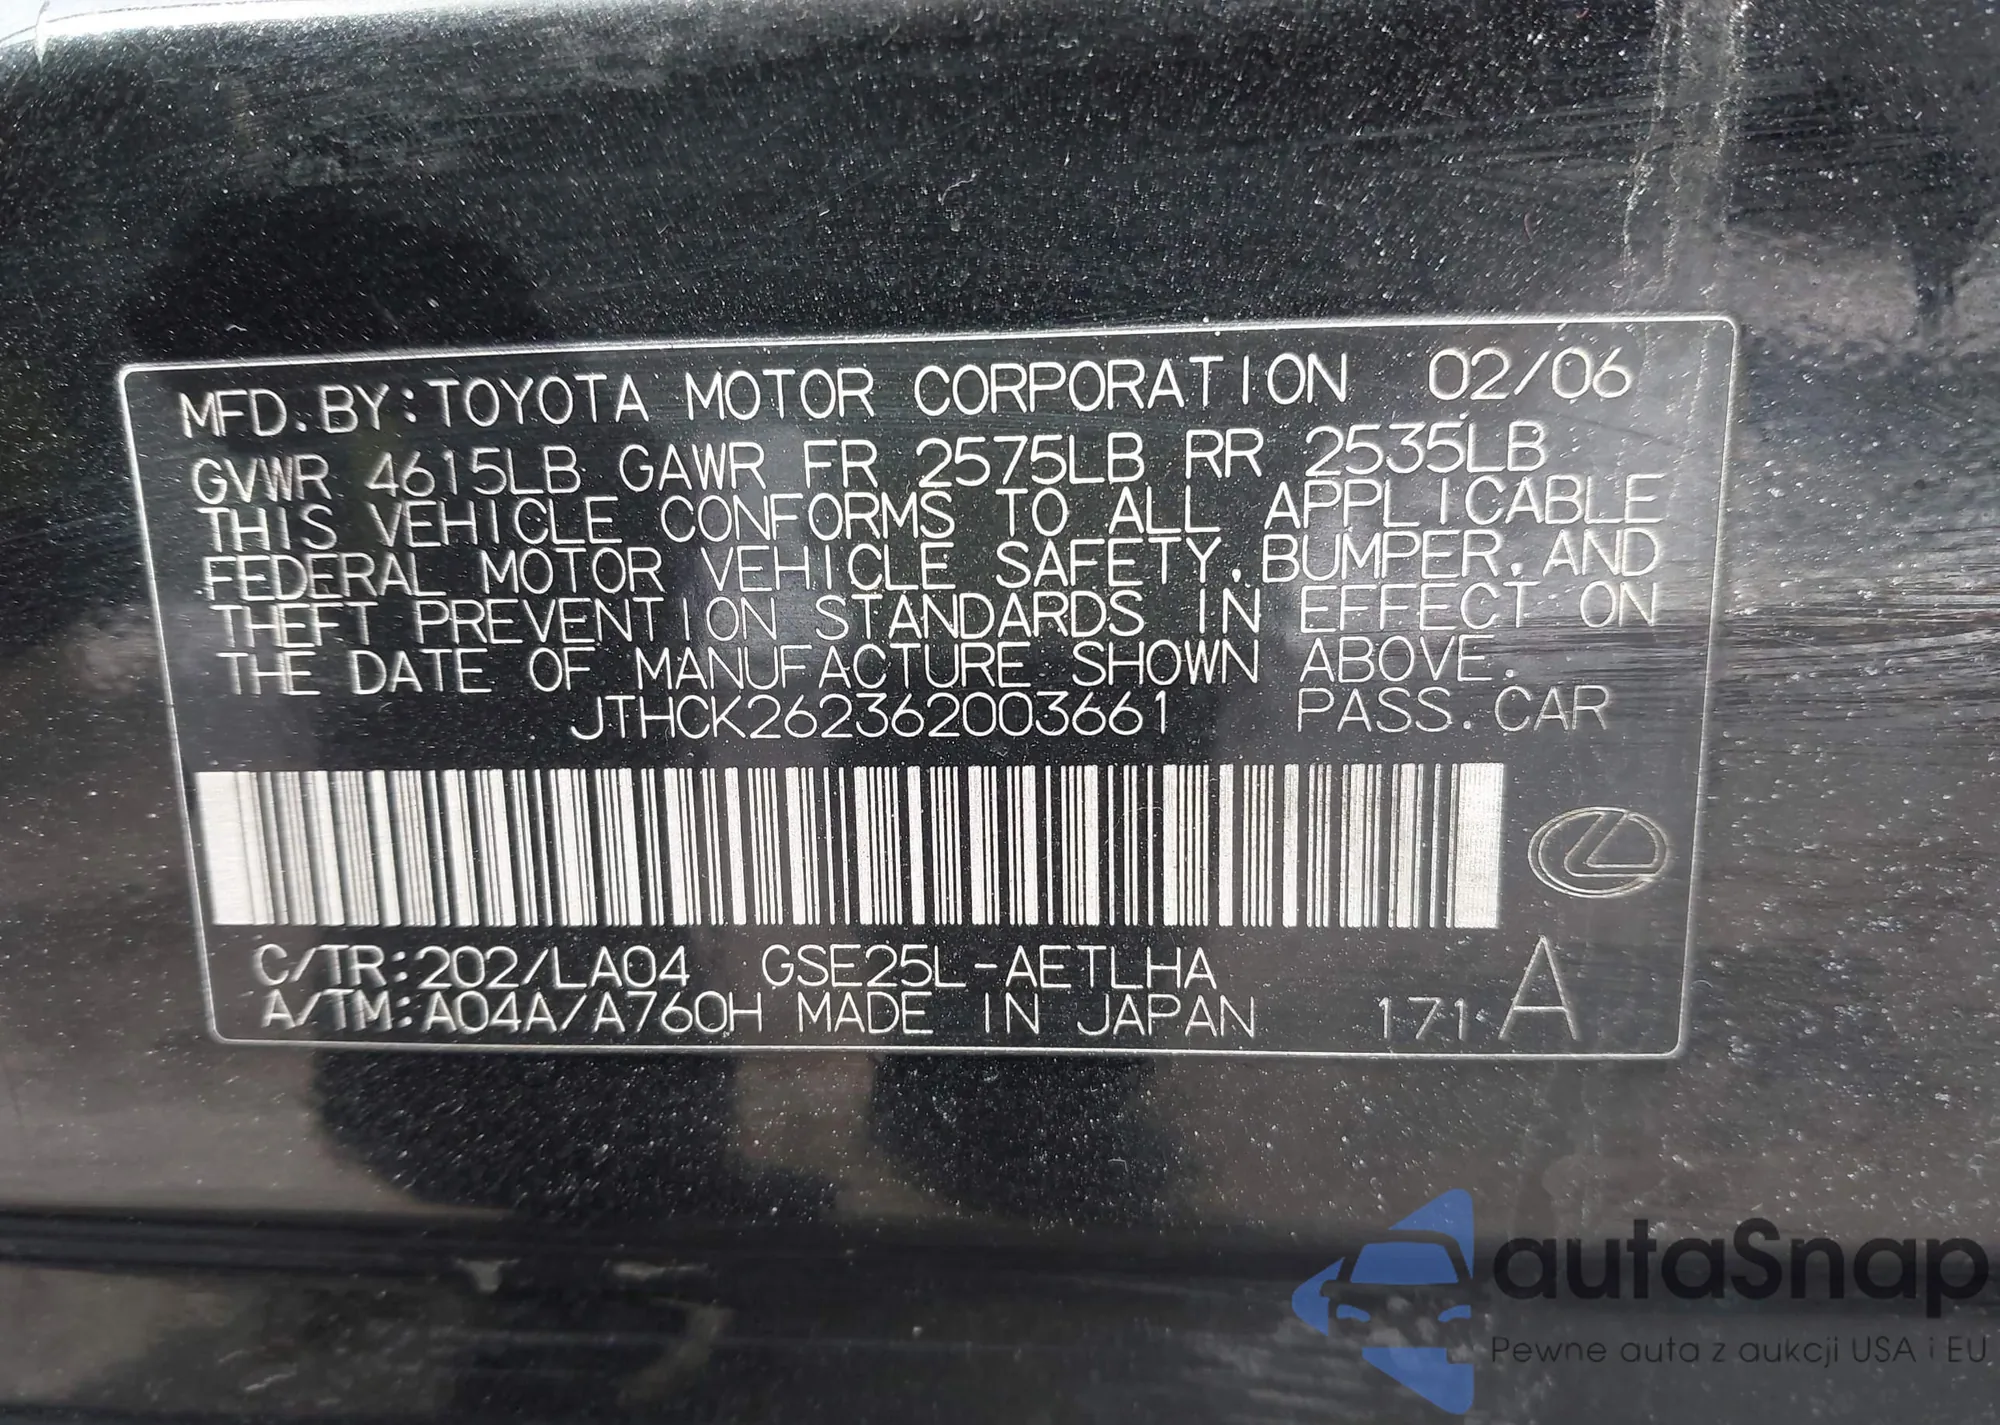 MFD. BY: TOYOTA MOTOR CORPORATION 02/06
GVWR 4615LB GAWR FR 2575LB RR 2535LB
THIS VEHICLE CONFORMS TO ALL APPLICABLE
FEDERAL MOTOR VEHICLE SAFETY, BUMPER, AND
THEFT PREVENTION STANDARDS IN EFFECT ON
THE DATE OF MANUFACTURE SHOWN ABOVE.
JTHCK262362003661 PASS. CAR
C/TR: 202/LA04 GSE25L-AETLHA
A/TM: A04A/A760H MADE IN JAPAN 171 A
autaSnap
Pewne auta z aukcji USA i EU